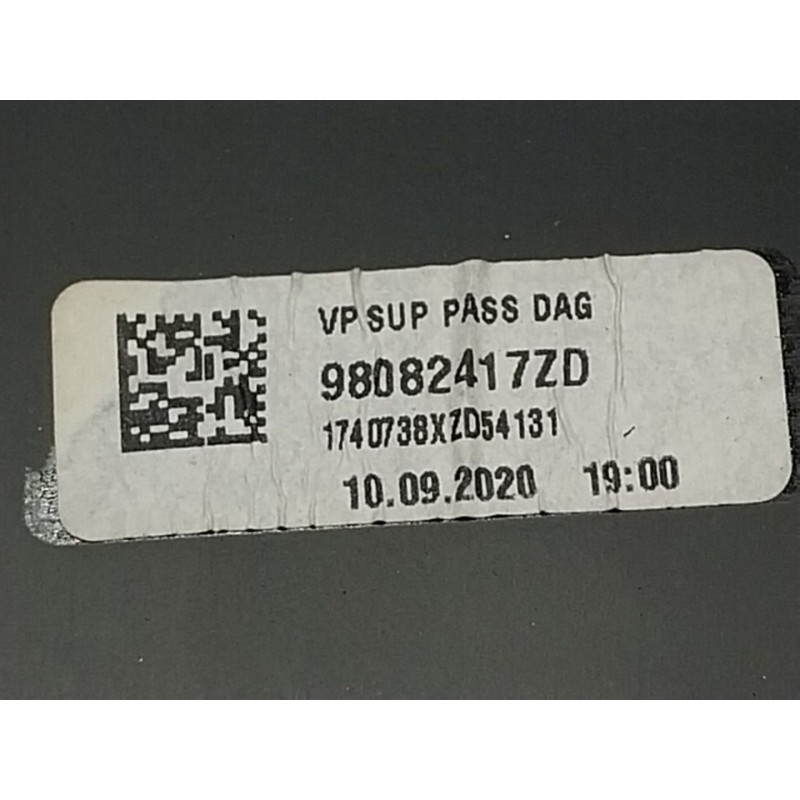 VP SUP PASS DAG
98082417ZD
1740738XZD54131
10.09.2020 19:00